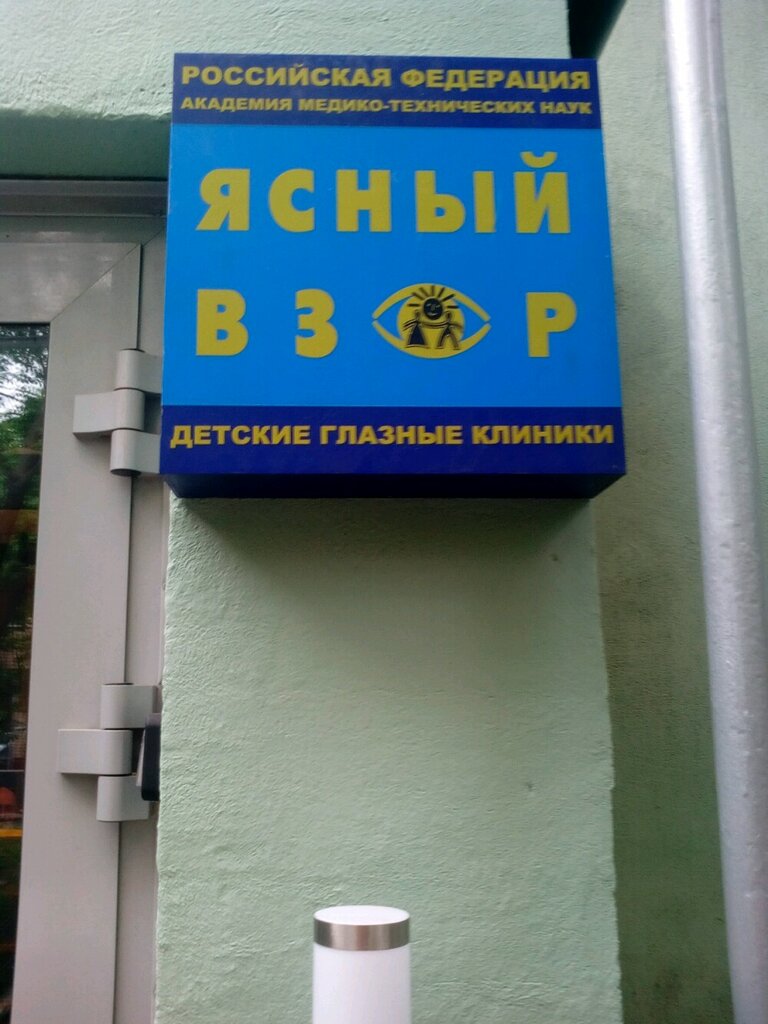 РОССИЙСКАЯ ФЕДЕРАЦИЯ
АКАДЕМИЯ МЕДИКО-ТЕХНИЧЕСКИХ НАУК
ЯСНЫЙ
ВЗОР
ДЕТСКИЕ ГЛАЗНЫЕ КЛИНИКИ